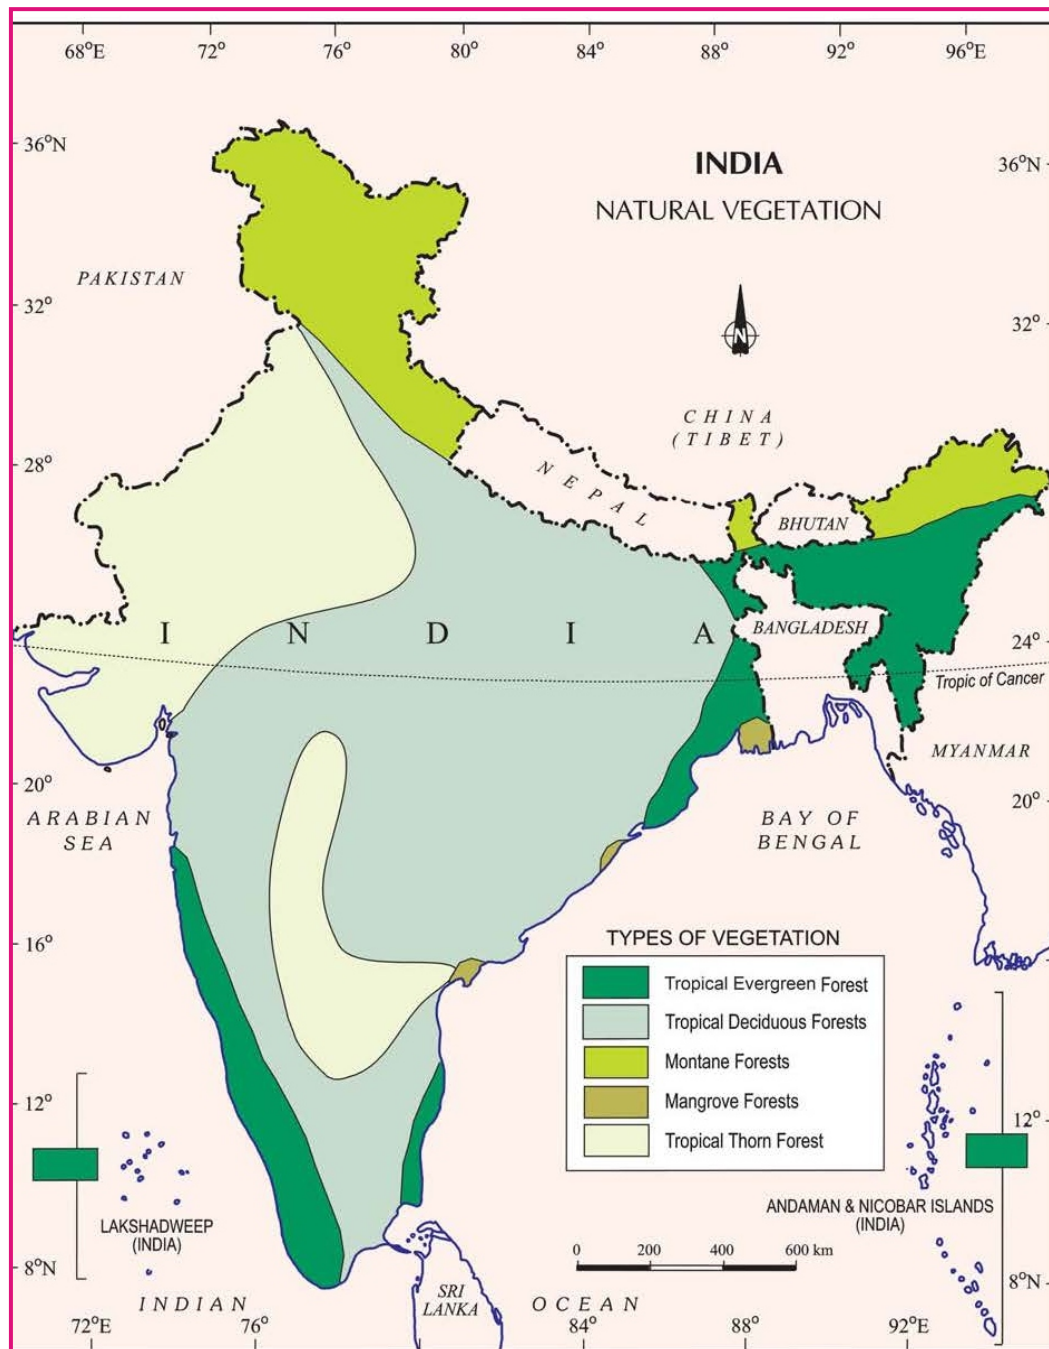 68°E 72° 76° 80° 84° 88° 92° 96°E
36°N
36°N
INDIA
NATURAL VEGETATION
PAKISTAN
32°
32°
N
CHINA
(TIBET)
28°
NEPAL
BHUTAN
28°
INDIA
BANGLADESH
24°
Tropic of Cancer
MYANMAR
20°
20°
ARABIAN
SEA
BAY OF
BENGAL
16°
TYPES OF VEGETATION
Tropical Evergreen Forest
Tropical Deciduous Forests
Montane Forests
Mangrove Forests
Tropical Thorn Forest
12°
12°
LAKSHADWEEP
(INDIA)
ANDAMAN & NICOBAR ISLANDS
(INDIA)
0 200 400 600 km
8°N
8°N
SRI
LANKA
INDIAN OCEAN
72°E 76° 84° 88° 92°E